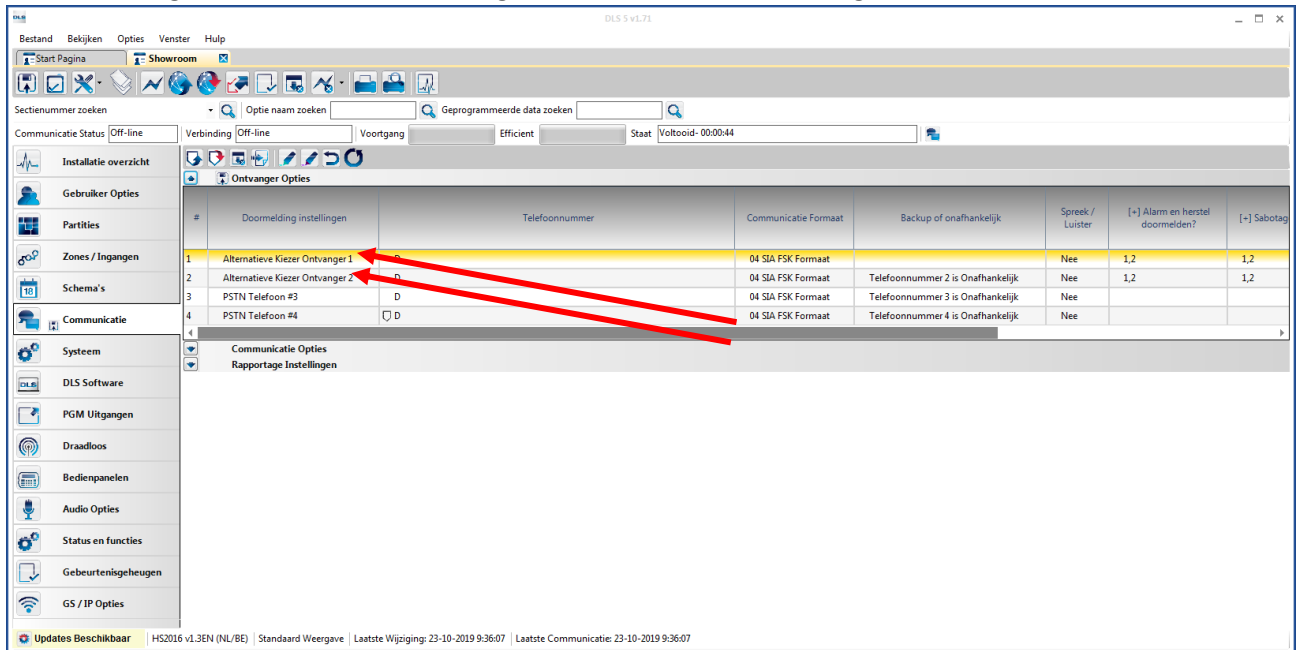 DLS
DLS 5 v1.71
Bestand Bekijken Opties Venster Hulp
Start Pagina Showroom
Sectienummer zoeken Optie naam zoeken Geprogrammeerde data zoeken
Communicatie Status Off-line Verbinding Off-line Voortgang Efficient Staat Voltooid- 00:00:44
Installatie overzicht
Gebruiker Opties
Partities
Zones / Ingangen
18 Schema's
Communicatie
Systeem
DLS DLS Software
PGM Uitgangen
Draadloos
Bedienpanelen
Audio Opties
Status en functies
Gebeurtenisgeheugen
GS / IP Opties
Ontvanger Opties
# Doormelding instellingen Telefoonnummer Communicatie Formaat Backup of onafhankelijk Spreek / Luister [+] Alarm en herstel doormelden? [+] Sabotag
1 Alternatieve Kiezer Ontvanger 1 D 04 SIA FSK Formaat Nee 1,2 1,2
2 Alternatieve Kiezer Ontvanger 2 D 04 SIA FSK Formaat Telefoonnummer 2 is Onafhankelijk Nee 1,2 1,2
3 PSTN Telefoon #3 D 04 SIA FSK Formaat Telefoonnummer 3 is Onafhankelijk Nee
4 PSTN Telefoon #4 D 04 SIA FSK Formaat Telefoonnummer 4 is Onafhankelijk Nee
Communicatie Opties
Rapportage Instellingen
Updates Beschikbaar HS2016 v1.3EN (NL/BE) Standaard Weergave Laatste Wijziging: 23-10-2019 9:36:07 Laatste Communicatie: 23-10-2019 9:36:07